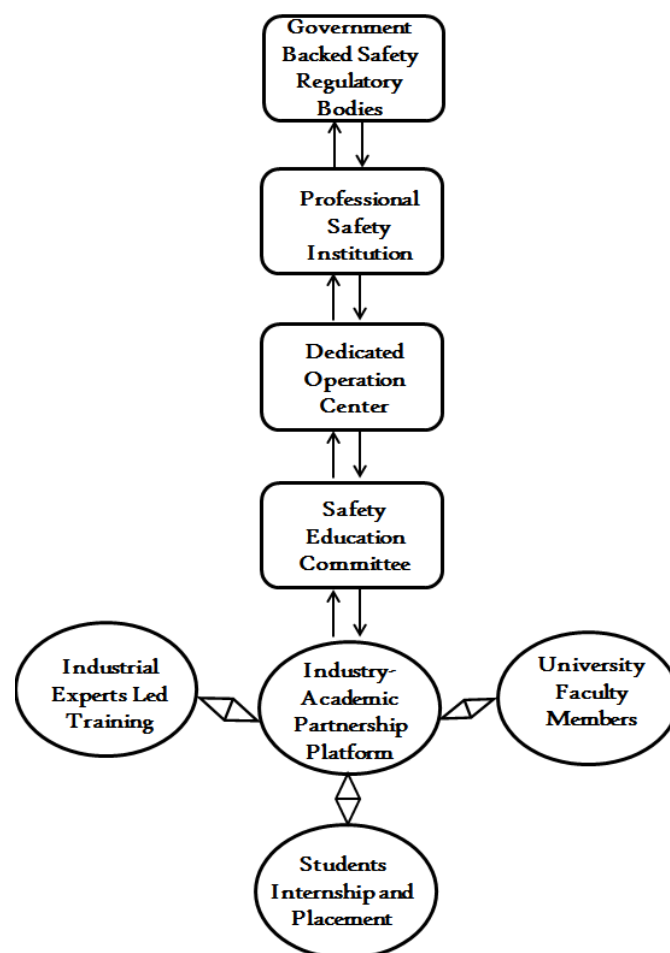 Government
Backed Safety
Regulatory
Bodies
Professional
Safety
Institution
Dedicated
Operation
Center
Safety
Education
Committee
Industrial
Experts Led
Training
Industry-
Academic
Partnership
Platform
University
Faculty
Members
Students
Internship and
Placement